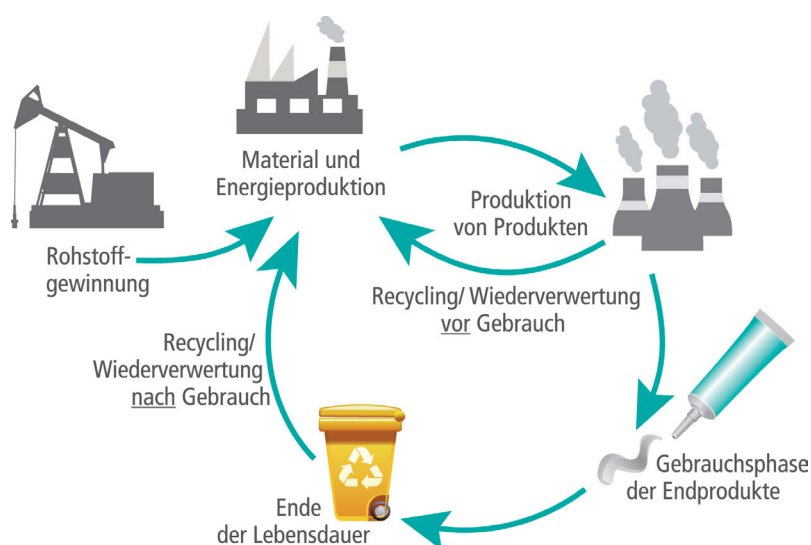 Material und
Energieproduktion
Produktion
von Produkten
Rohstoff-
gewinnung
Recycling/ Wiederverwertung
vor Gebrauch
Recycling/
Wiederverwertung
nach Gebrauch
Gebrauchsphase
der Endprodukte
Ende
der Lebensdauer